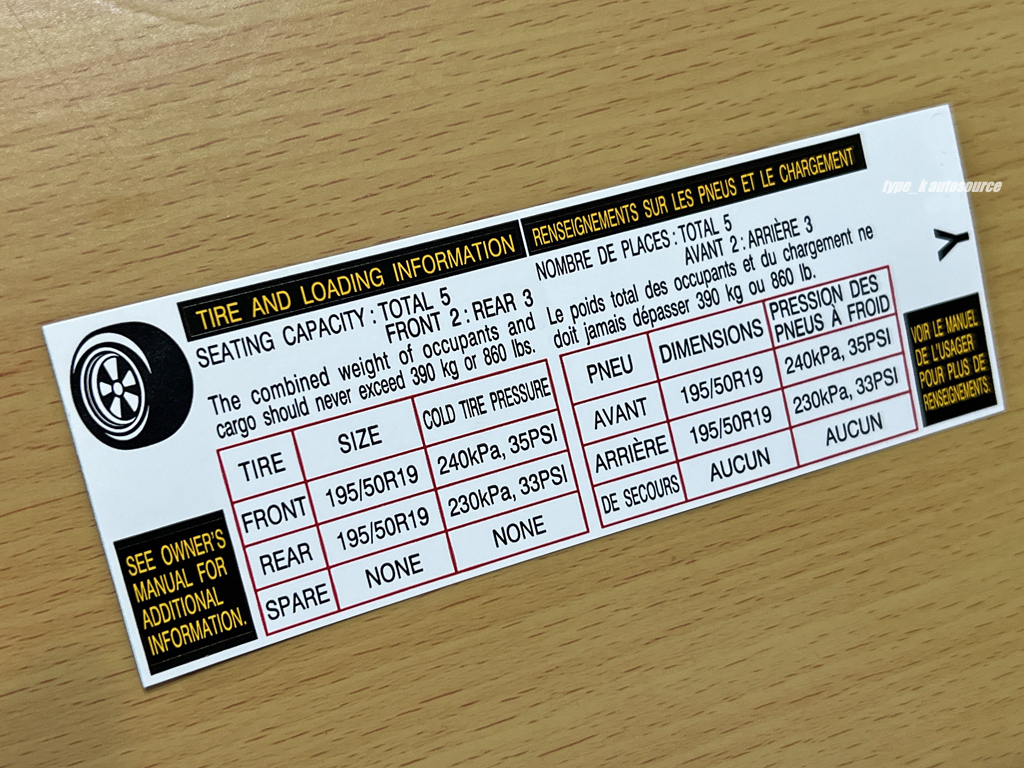 type_k autosource
TIRE AND LOADING INFORMATION
SEATING CAPACITY : TOTAL 5
FRONT 2 : REAR 3
The combined weight of occupants and
cargo should never exceed 390 kg or 860 lbs.
TIRE SIZE COLD TIRE PRESSURE
FRONT 195/50R19 240kPa, 35PSI
REAR 195/50R19 230kPa, 33PSI
SPARE NONE NONE
SEE OWNER'S
MANUAL FOR
ADDITIONAL
INFORMATION.
RENSEIGNEMENTS SUR LES PNEUS ET LE CHARGEMENT
NOMBRE DE PLACES : TOTAL 5
AVANT 2 : ARRIÈRE 3
Le poids total des occupants et du chargement ne
doit jamais dépasser 390 kg ou 860 lb.
PNEU DIMENSIONS PRESSION DES
PNEUS À FROID
AVANT 195/50R19 240kPa, 35PSI
ARRIÈRE 195/50R19 230kPa, 33PSI
DE SECOURS AUCUN AUCUN
Y
VOIR LE MANUEL
DE L'USAGER
POUR PLUS DE
RENSEIGNEMENTS.